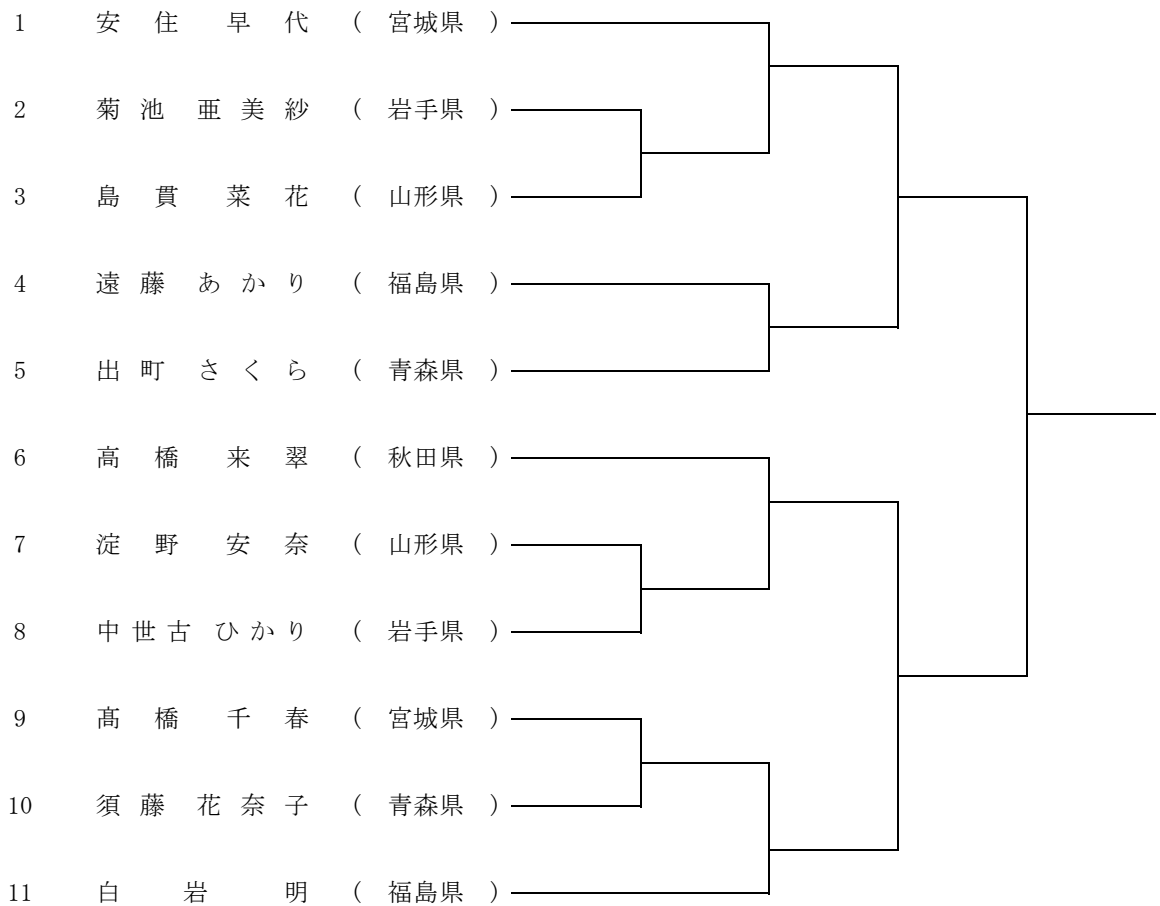 1 安住 早代 ( 宮城県 )
2 菊池 亜美紗 ( 岩手県 )
3 島貫 菜花 ( 山形県 )
4 遠藤 あかり ( 福島県 )
5 出町 さくら ( 青森県 )
6 高橋 来翠 ( 秋田県 )
7 淀野 安奈 ( 山形県 )
8 中世古 ひかり ( 岩手県 )
9 髙橋 千春 ( 宮城県 )
10 須藤 花奈子 ( 青森県 )
11 白岩 明 ( 福島県 )